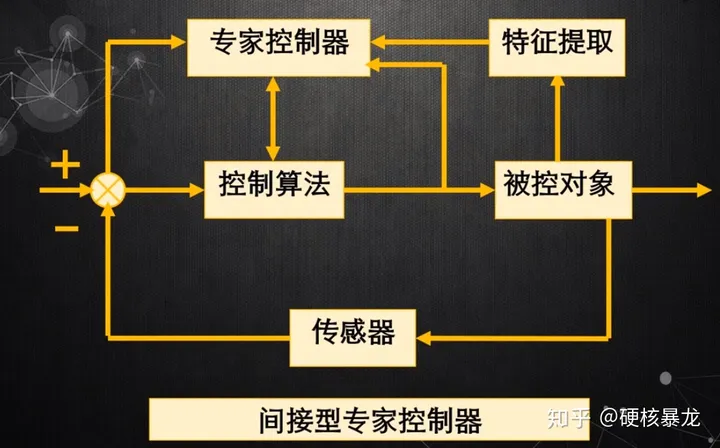 专家控制器
特征提取
+
控制算法
被控对象
−
传感器
间接型专家控制器
知乎 @硬核暴龙